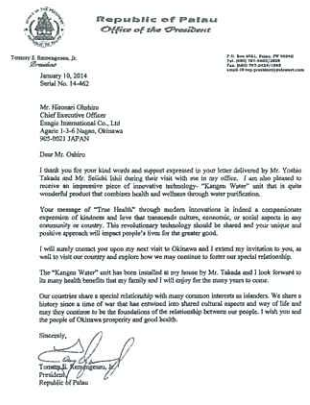 Republic of Palau
Office of the President
Tommy E. Remengesau, Jr.
President
January 10, 2014
Serial No. 14-462
Mr. Hironari Ohshiro
Chief Executive Officer
Enagic International Co., Ltd
Agarie 1-3-6 Nago, Okinawa
905-8021 JAPAN
Dear Mr. Oshiro:
I thank you for your kind words and support expressed in your letter delivered by Mr. Yoshio
Takada and Mr. Seiichi Ishii during their visit with me in my office. I am also pleased to
receive an impressive piece of innovative technology- "Kangen Water" unit that is quite
wonderful product that combines health and wellness through water purification.
Your message of "True Health" through modern innovations is indeed a compassionate
expression of kindness and love that transcends culture, economic, or social aspects in any
community or country. This revolutionary technology should be shared and your unique and
positive approach will impact people's lives for the greater good.
I will surely contact you upon my next visit to Okinawa and I extend my invitation to you, as
well to visit our country and explore how we may continue to foster our special relationship.
The "Kangen Water" unit has been installed at my house by Mr. Takada and I look forward to
its many health benefits that my family and I will enjoy for the many years to come.
Our countries share a special relationship with many common interests as islanders. We share a
history since a time of war that has entwined into shared cultural aspects and way of life and
may they continue to be the foundations of the relationship between our people. I wish you and
the people of Okinawa prosperity and good health.
Sincerely,
Tommy E. Remengesau, Jr.
President
Republic of Palau